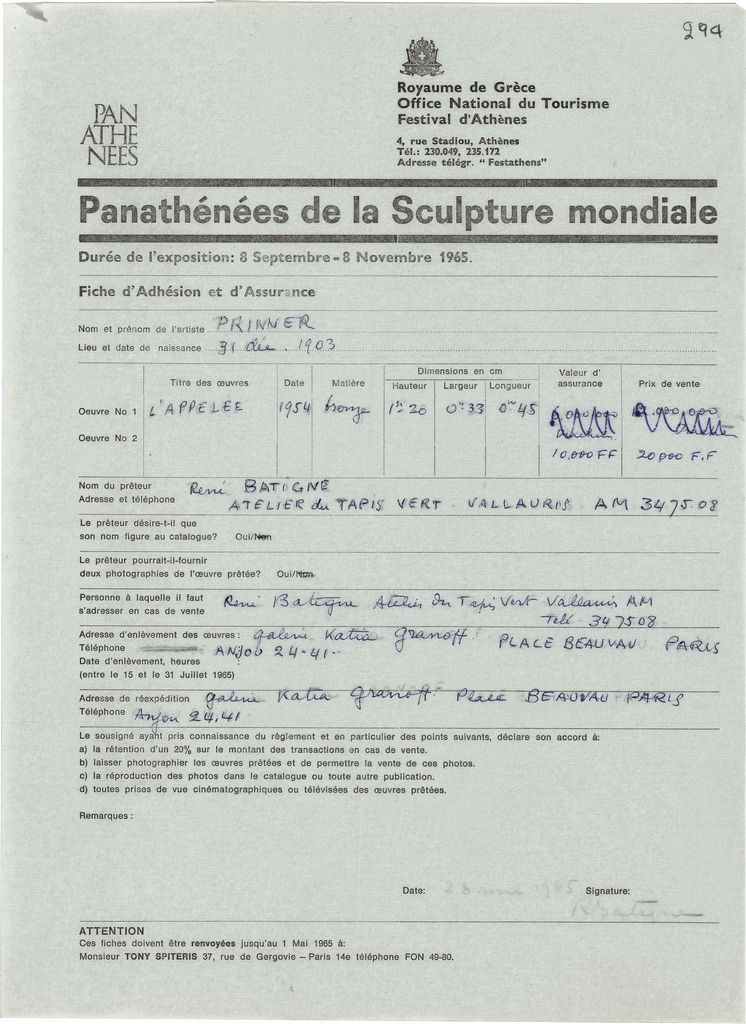 294
PAN
ATHE
NEES
Royaume de Grèce
Office National du Tourisme
Festival d'Athènes
4, rue Stadiou, Athènes
Tél.: 230.049, 235.172
Adresse télégr. "Festathens"
Panathénées de la Sculpture mondiale
Durée de l'exposition: 8 Septembre-8 Novembre 1965.
Fiche d'Adhésion et d'Assurance
Nom et prénom de l'artiste PRINNER
Lieu et date de naissance 31 déc. 1903
Titre des œuvres Date Matière Dimensions en cm Valeur d'assurance Prix de vente
Hauteur Largeur Longueur
Oeuvre No 1 L'APPELEE 1954 bronze 1m 20 0m 33 0m 45
Oeuvre No 2
10.000 FF 20000 F.F
Nom du prêteur René BATIGNE
Adresse et téléphone ATELIER du TAPIS VERT VALLAURIS AM 347508
Le prêteur désire-t-il que
son nom figure au catalogue? Oui/Non
Le prêteur pourrait-il-fournir
deux photographies de l'œuvre prêtée? Oui/Non
Personne à laquelle il faut
s'adresser en cas de vente René Batigne Atelier du Tapis Vert Vallauris AM
Telé 347508
Adresse d'enlèvement des œuvres: galerie Katia Granoff. PLACE BEAUVAU PARIS
Téléphone ANJOU 24-41-
Date d'enlèvement, heures
(entre le 15 et le 31 Juillet 1965)
Adresse de réexpédition galerie Katia Granoff. Place BEAUVAU PARIS
Téléphone Anjou 24.41
Le sousigné ayant pris connaissance du règlement et en particulier des points suivants, déclare son accord à:
a) la rétention d'un 20% sur le montant des transactions en cas de vente.
b) laisser photographier les œuvres prêtées et de permettre la vente de ces photos.
c) la réproduction des photos dans le catalogue ou toute autre publication.
d) toutes prises de vue cinématographiques ou télévisées des œuvres prêtées.
Remarques:
Date: 1965 Signature:
RBatigne
ATTENTION
Ces fiches doivent être renvoyées jusqu'au 1 Mai 1965 à:
Monsieur TONY SPITERIS 37, rue de Gergovie – Paris 14e téléphone FON 49-80.